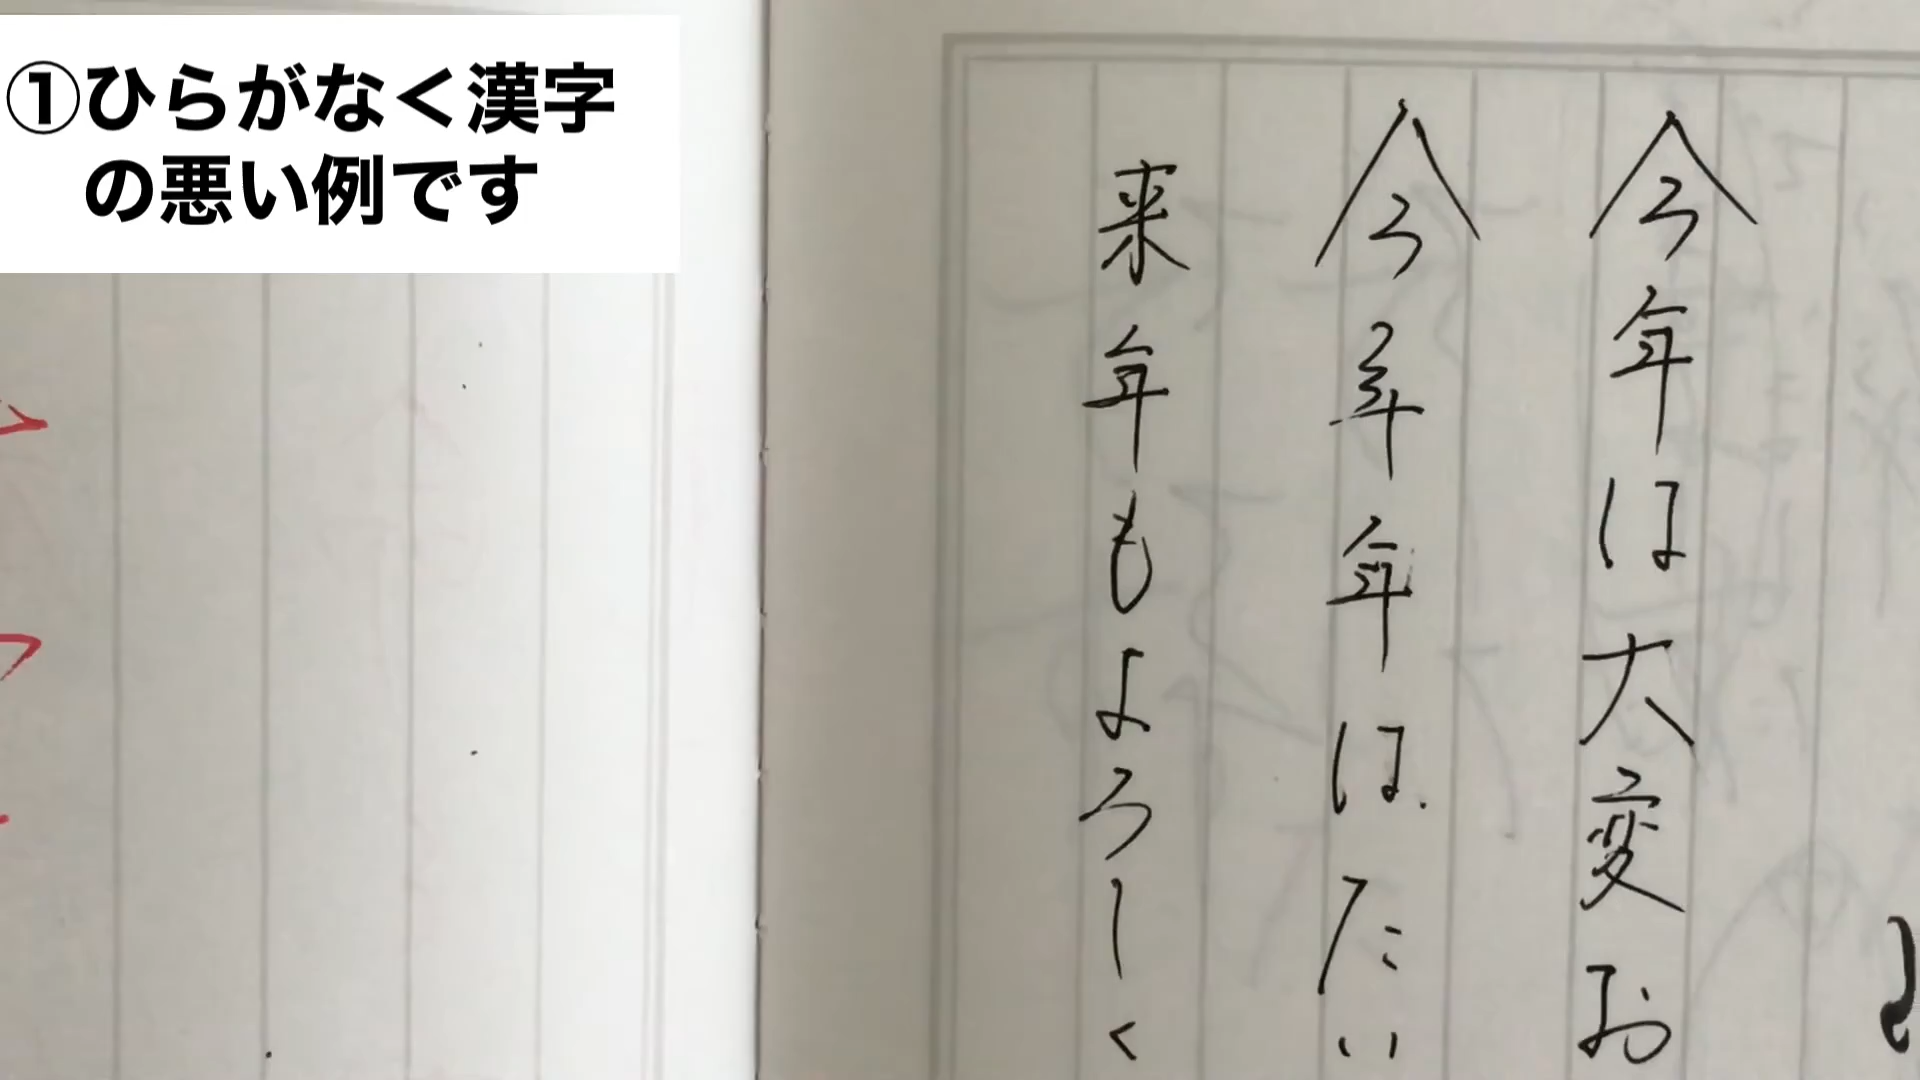 ①ひらがなく漢字
の悪い例です
今年は大変お
今年年はたい
来年もよろしく